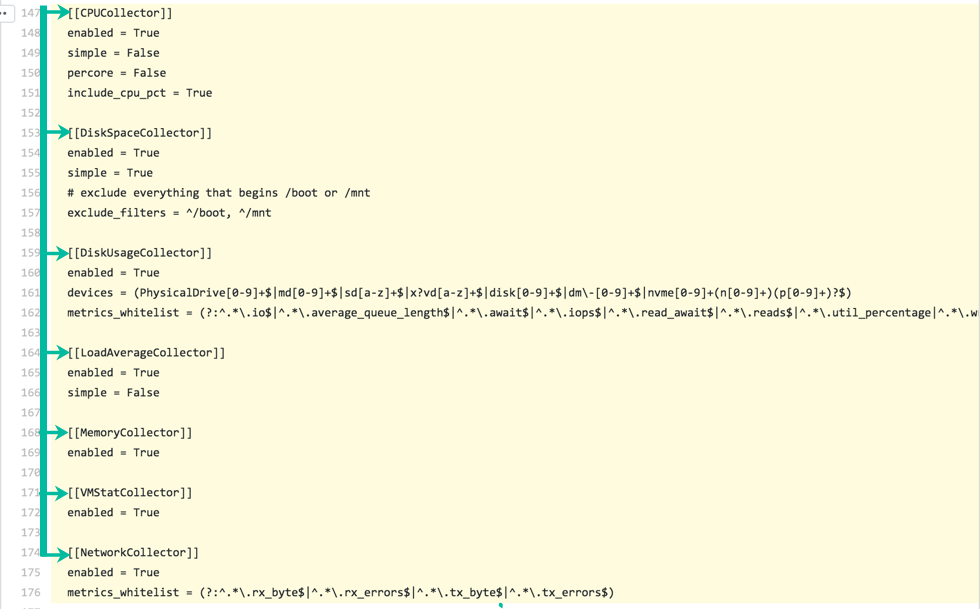 147 [[CPUCollector]]
148 enabled = True
149 simple = False
150 percore = False
151 include_cpu_pct = True
152
153 [[DiskSpaceCollector]]
154 enabled = True
155 simple = True
156 # exclude everything that begins /boot or /mnt
157 exclude_filters = ^/boot, ^/mnt
158
159 [[DiskUsageCollector]]
160 enabled = True
161 devices = (PhysicalDrive[0-9]+$|md[0-9]+$|sd[a-z]+$|x?vd[a-z]+$|disk[0-9]+$|dm\-[0-9]+$|nvme[0-9]+(n[0-9]+)(p[0-9]+)?$)
162 metrics_whitelist = (?:^.*\.io$|^.*\.average_queue_length$|^.*\.await$|^.*\.iops$|^.*\.read_await$|^.*\.reads$|^.*\.util_percentage|^.*\.w
163
164 [[LoadAverageCollector]]
165 enabled = True
166 simple = False
167
168 [[MemoryCollector]]
169 enabled = True
170
171 [[VMStatCollector]]
172 enabled = True
173
174 [[NetworkCollector]]
175 enabled = True
176 metrics_whitelist = (?:^.*\.rx_byte$|^.*\.rx_errors$|^.*\.tx_byte$|^.*\.tx_errors$)